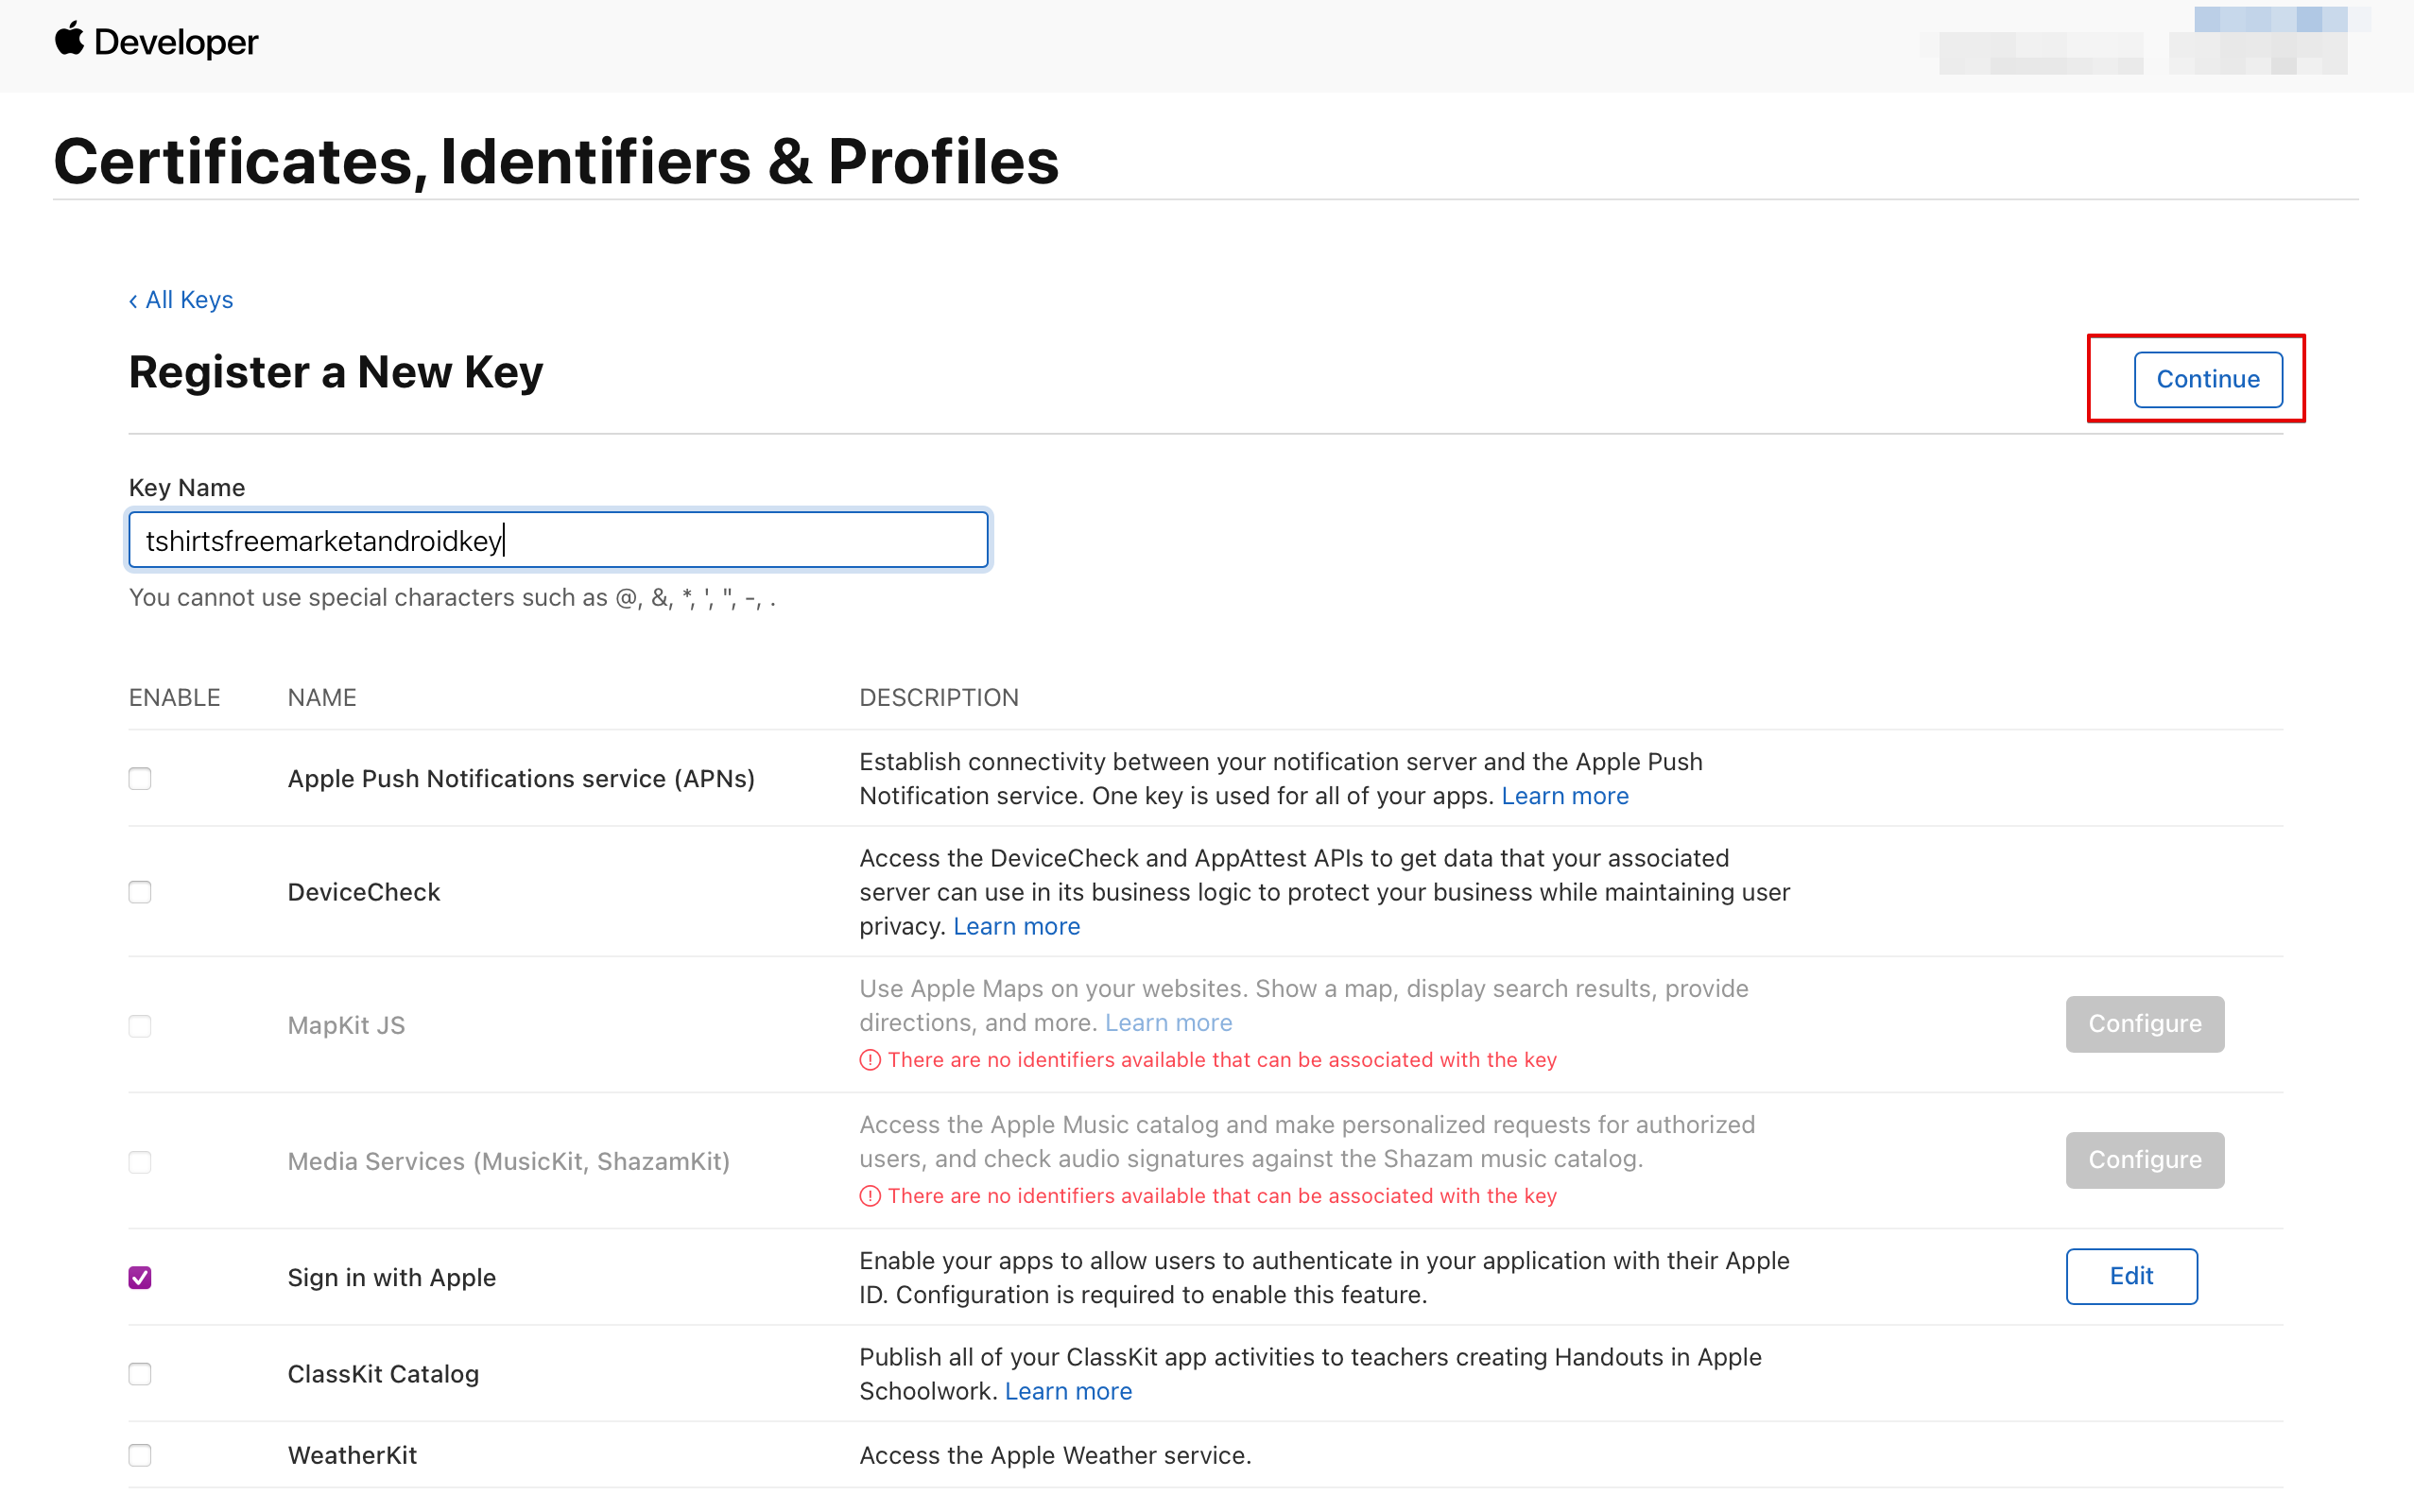 Developer
Certificates, Identifiers & Profiles
‹ All Keys
Register a New Key
Continue
Key Name
tshirtsfreemarketandroidkey
You cannot use special characters such as @, &, *, ', ", -, .
ENABLE NAME DESCRIPTION
Apple Push Notifications service (APNs)
Establish connectivity between your notification server and the Apple Push
Notification service. One key is used for all of your apps. Learn more
DeviceCheck
Access the DeviceCheck and AppAttest APIs to get data that your associated
server can use in its business logic to protect your business while maintaining user
privacy. Learn more
MapKit JS
Use Apple Maps on your websites. Show a map, display search results, provide
directions, and more. Learn more
There are no identifiers available that can be associated with the key
Configure
Media Services (MusicKit, ShazamKit)
Access the Apple Music catalog and make personalized requests for authorized
users, and check audio signatures against the Shazam music catalog.
There are no identifiers available that can be associated with the key
Configure
Sign in with Apple
Enable your apps to allow users to authenticate in your application with their Apple
ID. Configuration is required to enable this feature.
Edit
ClassKit Catalog
Publish all of your ClassKit app activities to teachers creating Handouts in Apple
Schoolwork. Learn more
WeatherKit
Access the Apple Weather service.